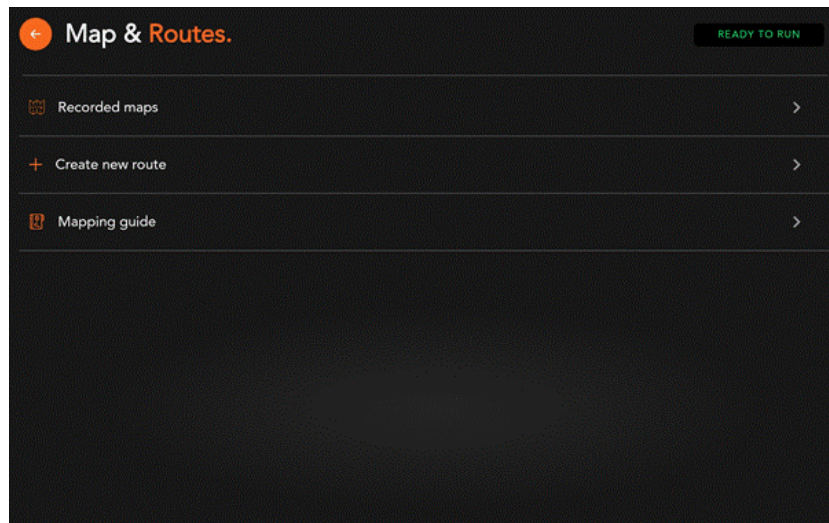 Map & Routes.
READY TO RUN
Recorded maps
Create new route
Mapping guide